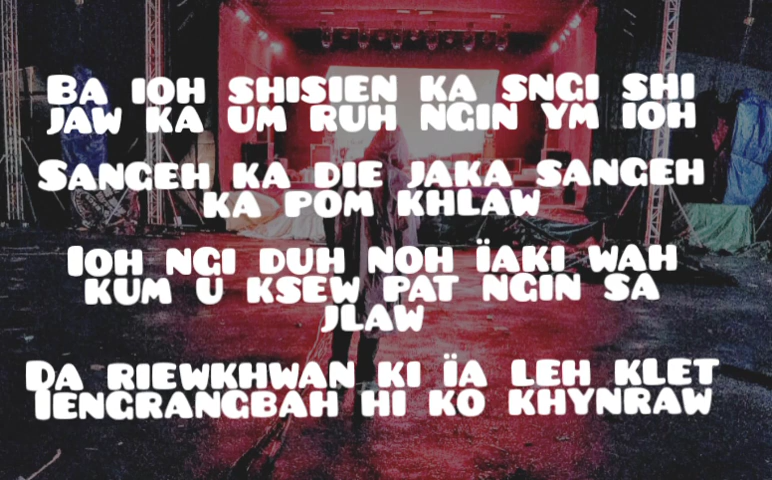 Ba ioh shisien ka sngi shi
jaw ka um ruh ngin ym ioh
Sangeh ka die jaka sangeh
ka pom khlaw
Ioh ngi duh noh ïaki wah
kum u ksew pat ngin sa
jlaw
Da riewkhwan ki ïa leh klet
Iengrangbah hi ko khynraw